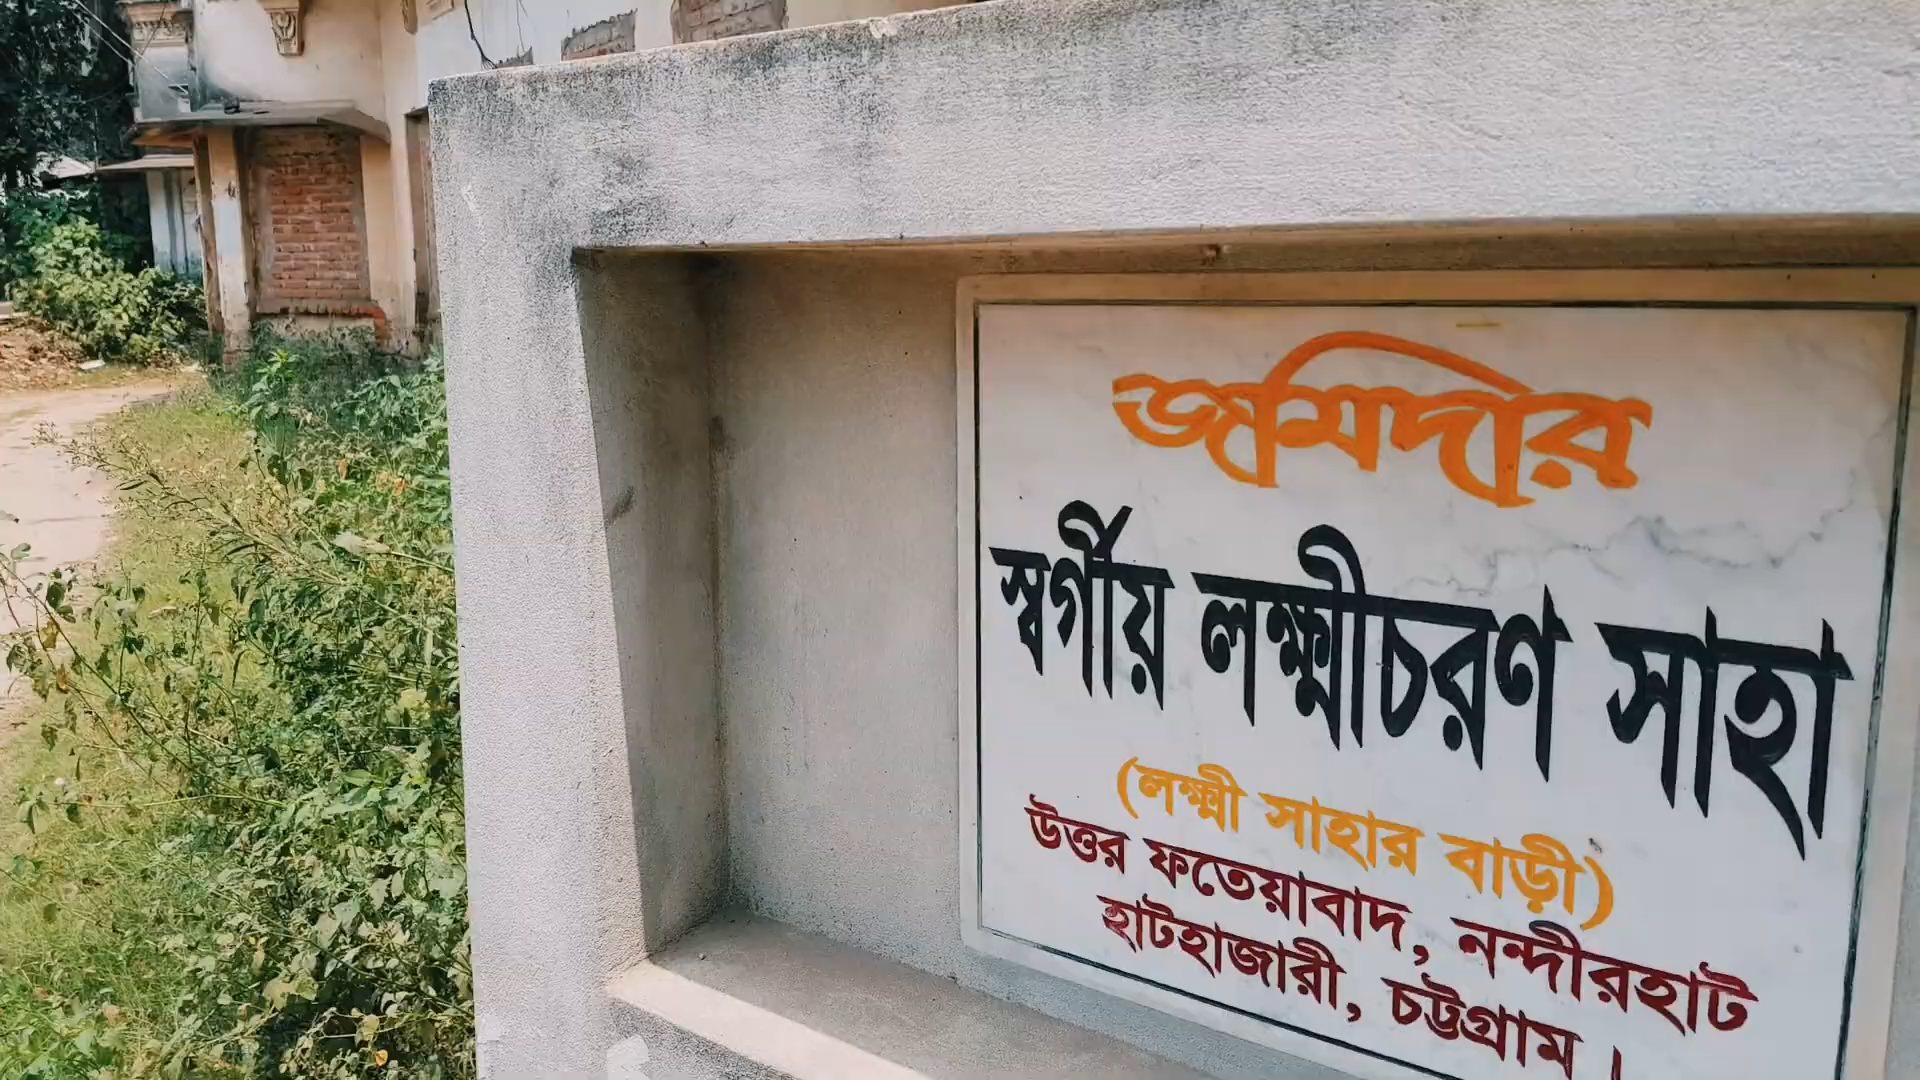 জমিদার
স্বর্গীয় লক্ষ্মীচরণ সাহা
(লক্ষ্মী সাহার বাড়ী)
উত্তর ফতেয়াবাদ, নন্দীরহাট
হাটহাজারী, চট্টগ্রাম।